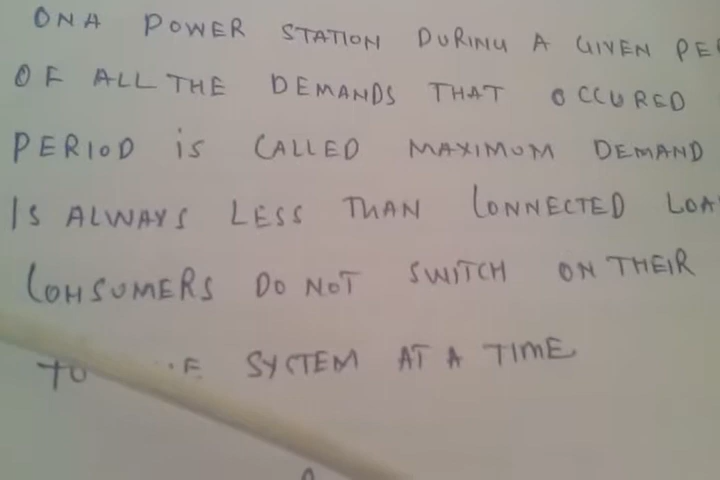 ON A POWER STATION DURING A GIVEN
OF ALL THE DEMANDS THAT OCCURED
PERIOD iS CALLED MAXIMUM DEMAND
IS ALWAYS LESS THAN CONNECTED
CONSUMERS DO NOT SWITCH ON THEIR
TO SYSTEM AT A TIME